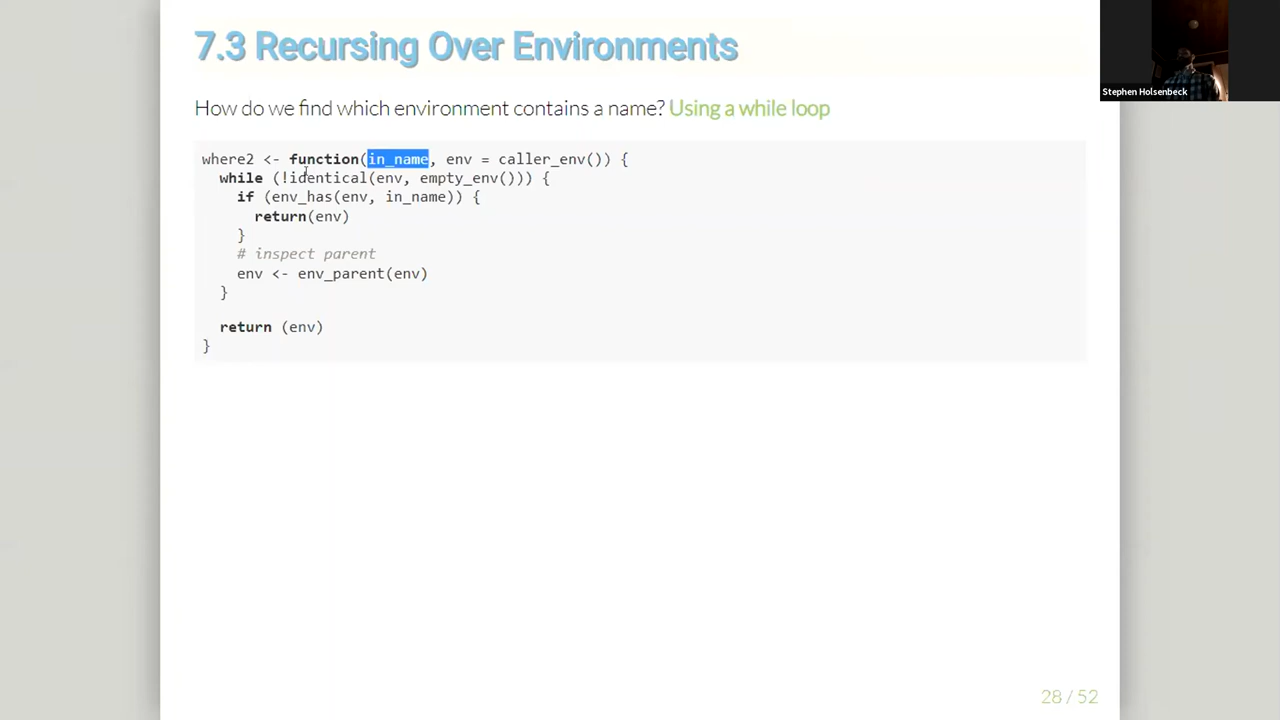 7.3 Recursing Over Environments
Stephen Holsenbeck
How do we find which environment contains a name? Using a while loop
where2 <- function(in_name, env = caller_env()) {
  while (!identical(env, empty_env())) {
    if (env_has(env, in_name)) {
      return(env)
    }
    # inspect parent
    env <- env_parent(env)
  }
  return (env)
}
28 / 52